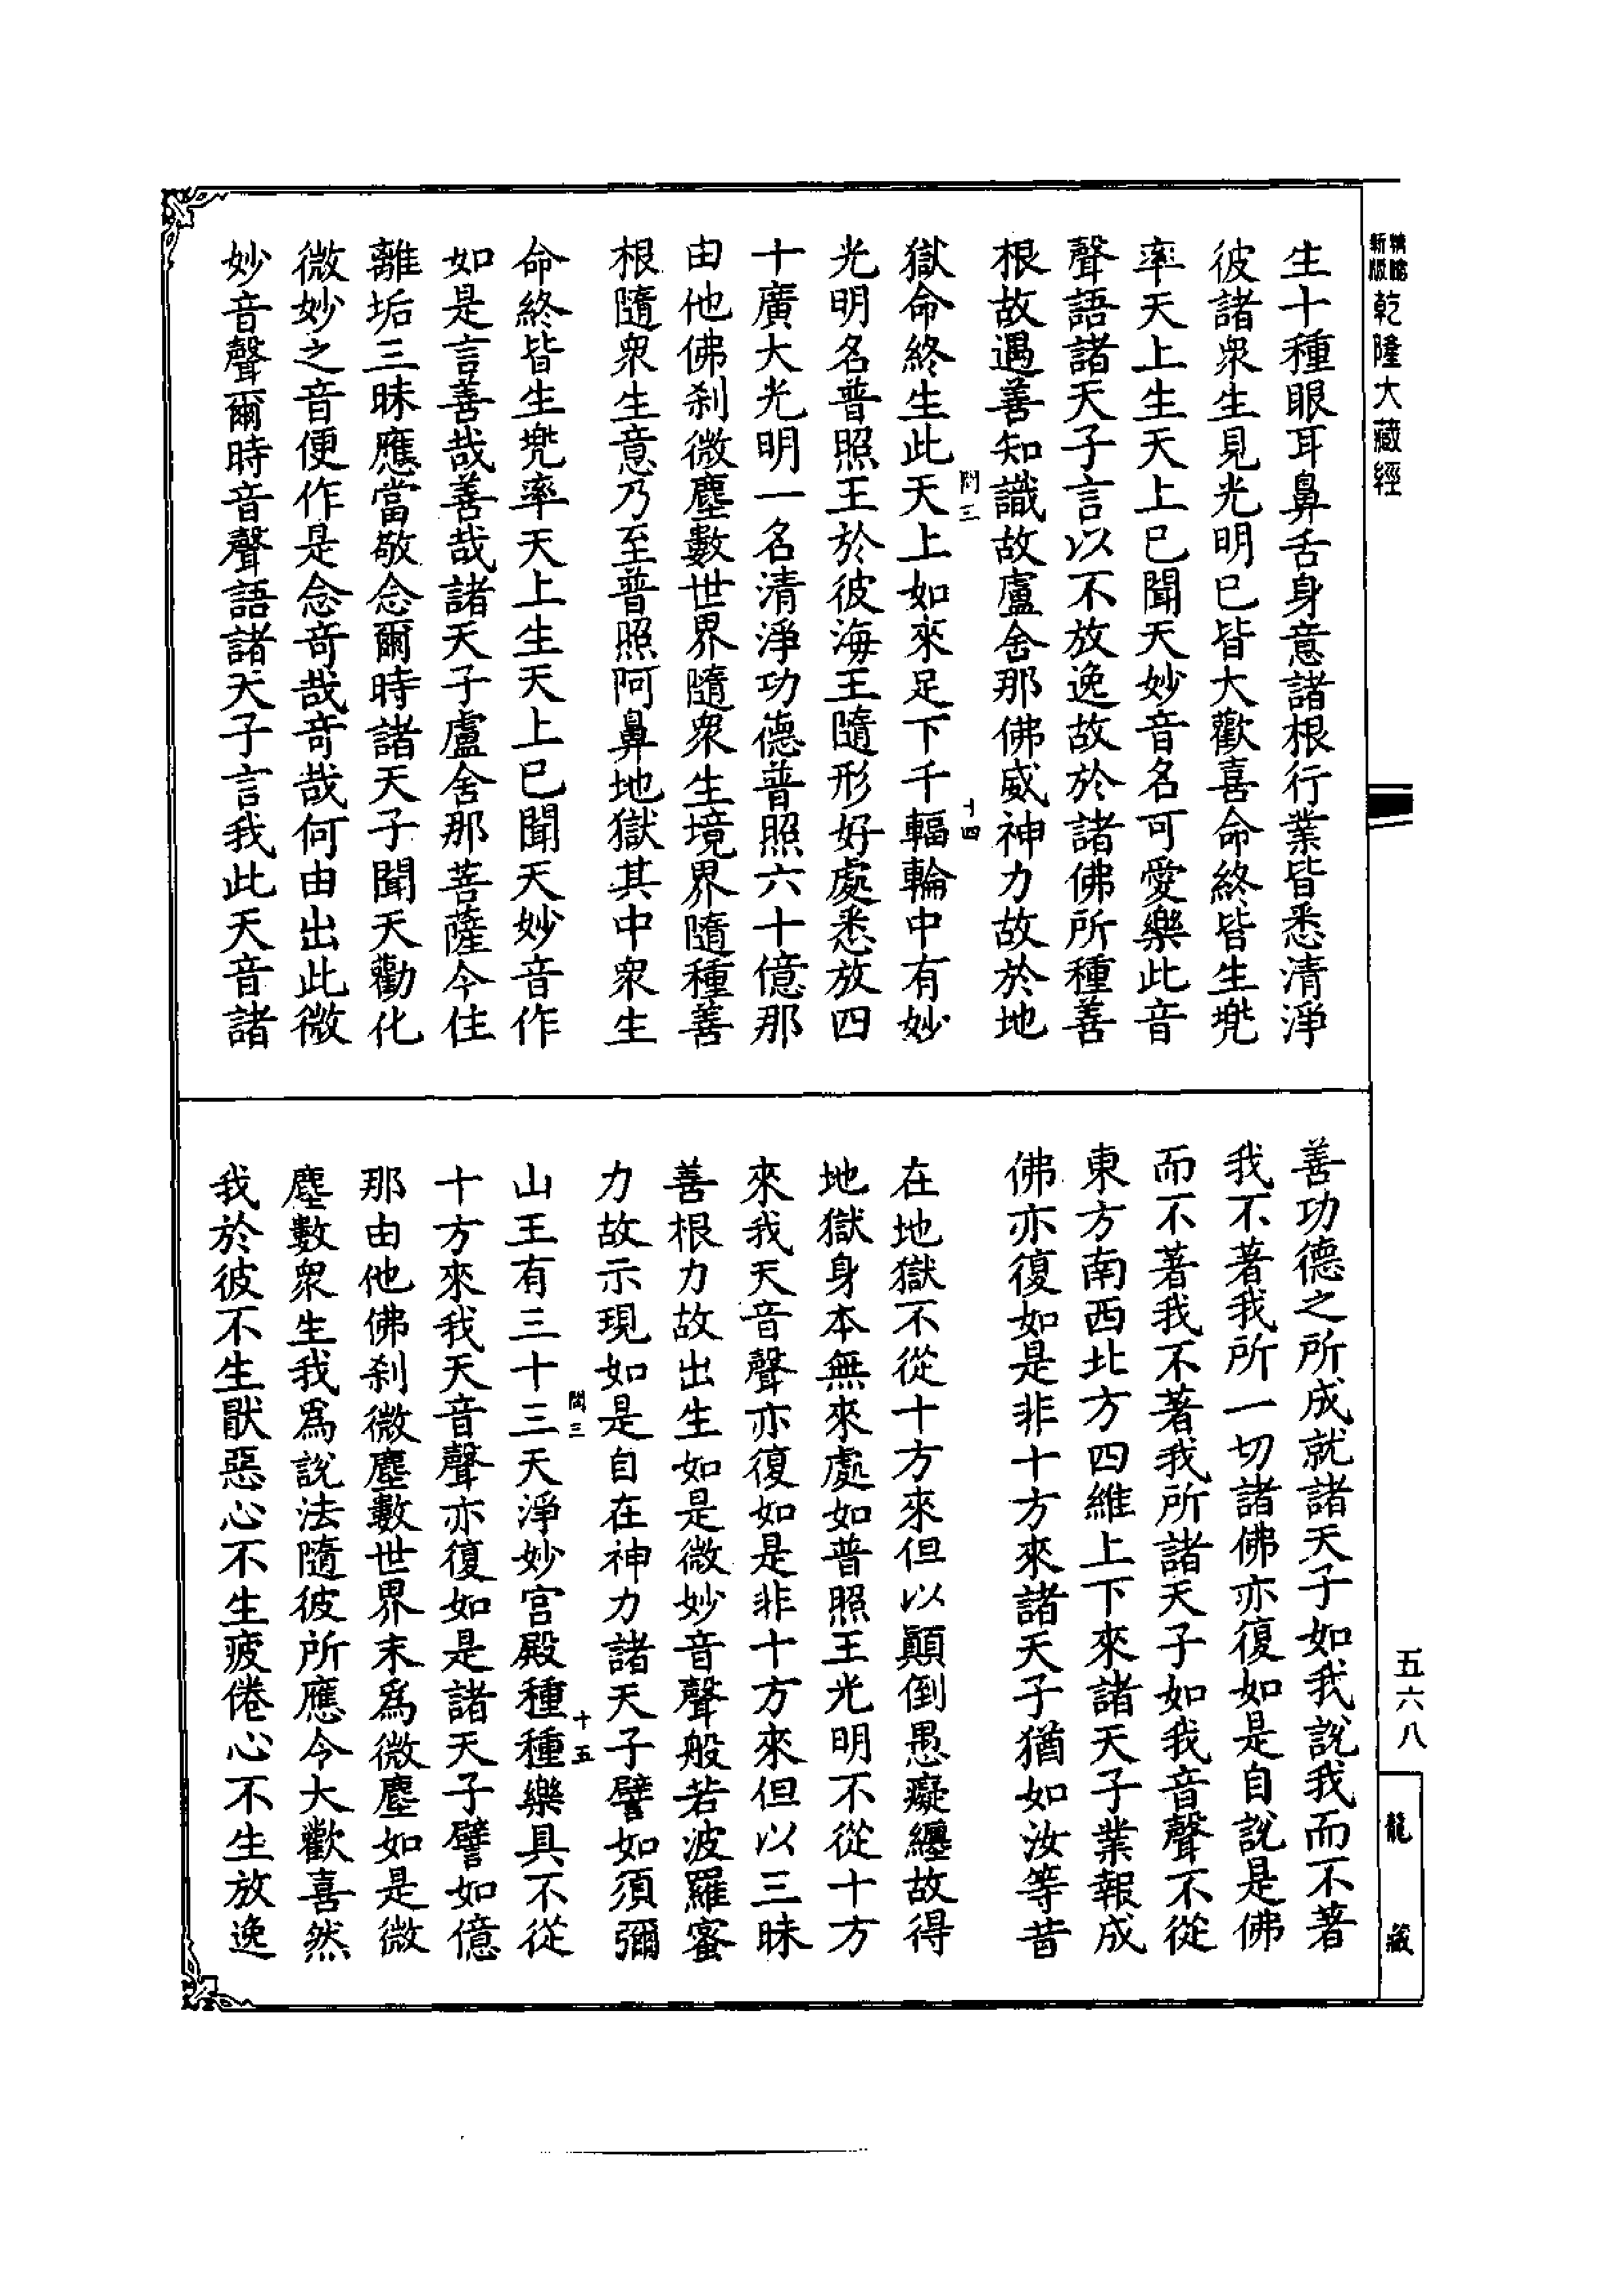 新版
精縮
乾隆大藏經
生十種眼耳鼻舌身意諸根行業皆悉清淨
彼諸衆生見光明已皆大歡喜命終皆生兠
率天上生天上已聞天妙音名可愛樂此音
聲語諸天子言以不放逸故於諸佛所種善
根故遇善知識故盧舍那佛威神力故於地
十四
獄命終生此天上如來足下千輻輪中有妙
光明名普照王於彼海王隨形好處悉放四
十廣大光明一名清淨功德普照六十億那
由他佛刹微塵數世界隨衆生境界隨種善
根隨衆生意乃至普照阿鼻地獄其中衆生
命終皆生兠率天上生天上已聞天妙音作
如是言善哉善哉諸天子盧舍那菩薩今住
離垢三昧應當敬念爾時諸天子聞天勸化
微妙之音便作是念奇哉奇哉何由出此微
妙音聲爾時音聲語諸天子言我此天音諸
善功德之所成就諸天子如我說我而不著
我不著我所一切諸佛亦復如是自說是佛
而不著我不著我所諸天子如我音聲不從
東方南西北方四維上下來諸天子業報成
佛亦復如是非十方來諸天子猶如汝等昔
在地獄不從十方來但以顚倒愚癡纒故得
地獄身本無來處如普照王光明不從十方
來我天音聲亦復如是非十方來但以三昧
善根力故出生如是微妙音聲般若波羅蜜
力故示現如是自在神力諸天子譬如須彌
十五
山王有三十三天淨妙宮殿種種樂具不從
十方來我天音聲亦復如是諸天子譬如億
那由他佛刹微塵數世界末爲微塵如是微
塵數衆生我爲說法隨彼所應令大歡喜然
我於彼不生猒惡心不生疲倦心不生放逸
五六八
龍藏